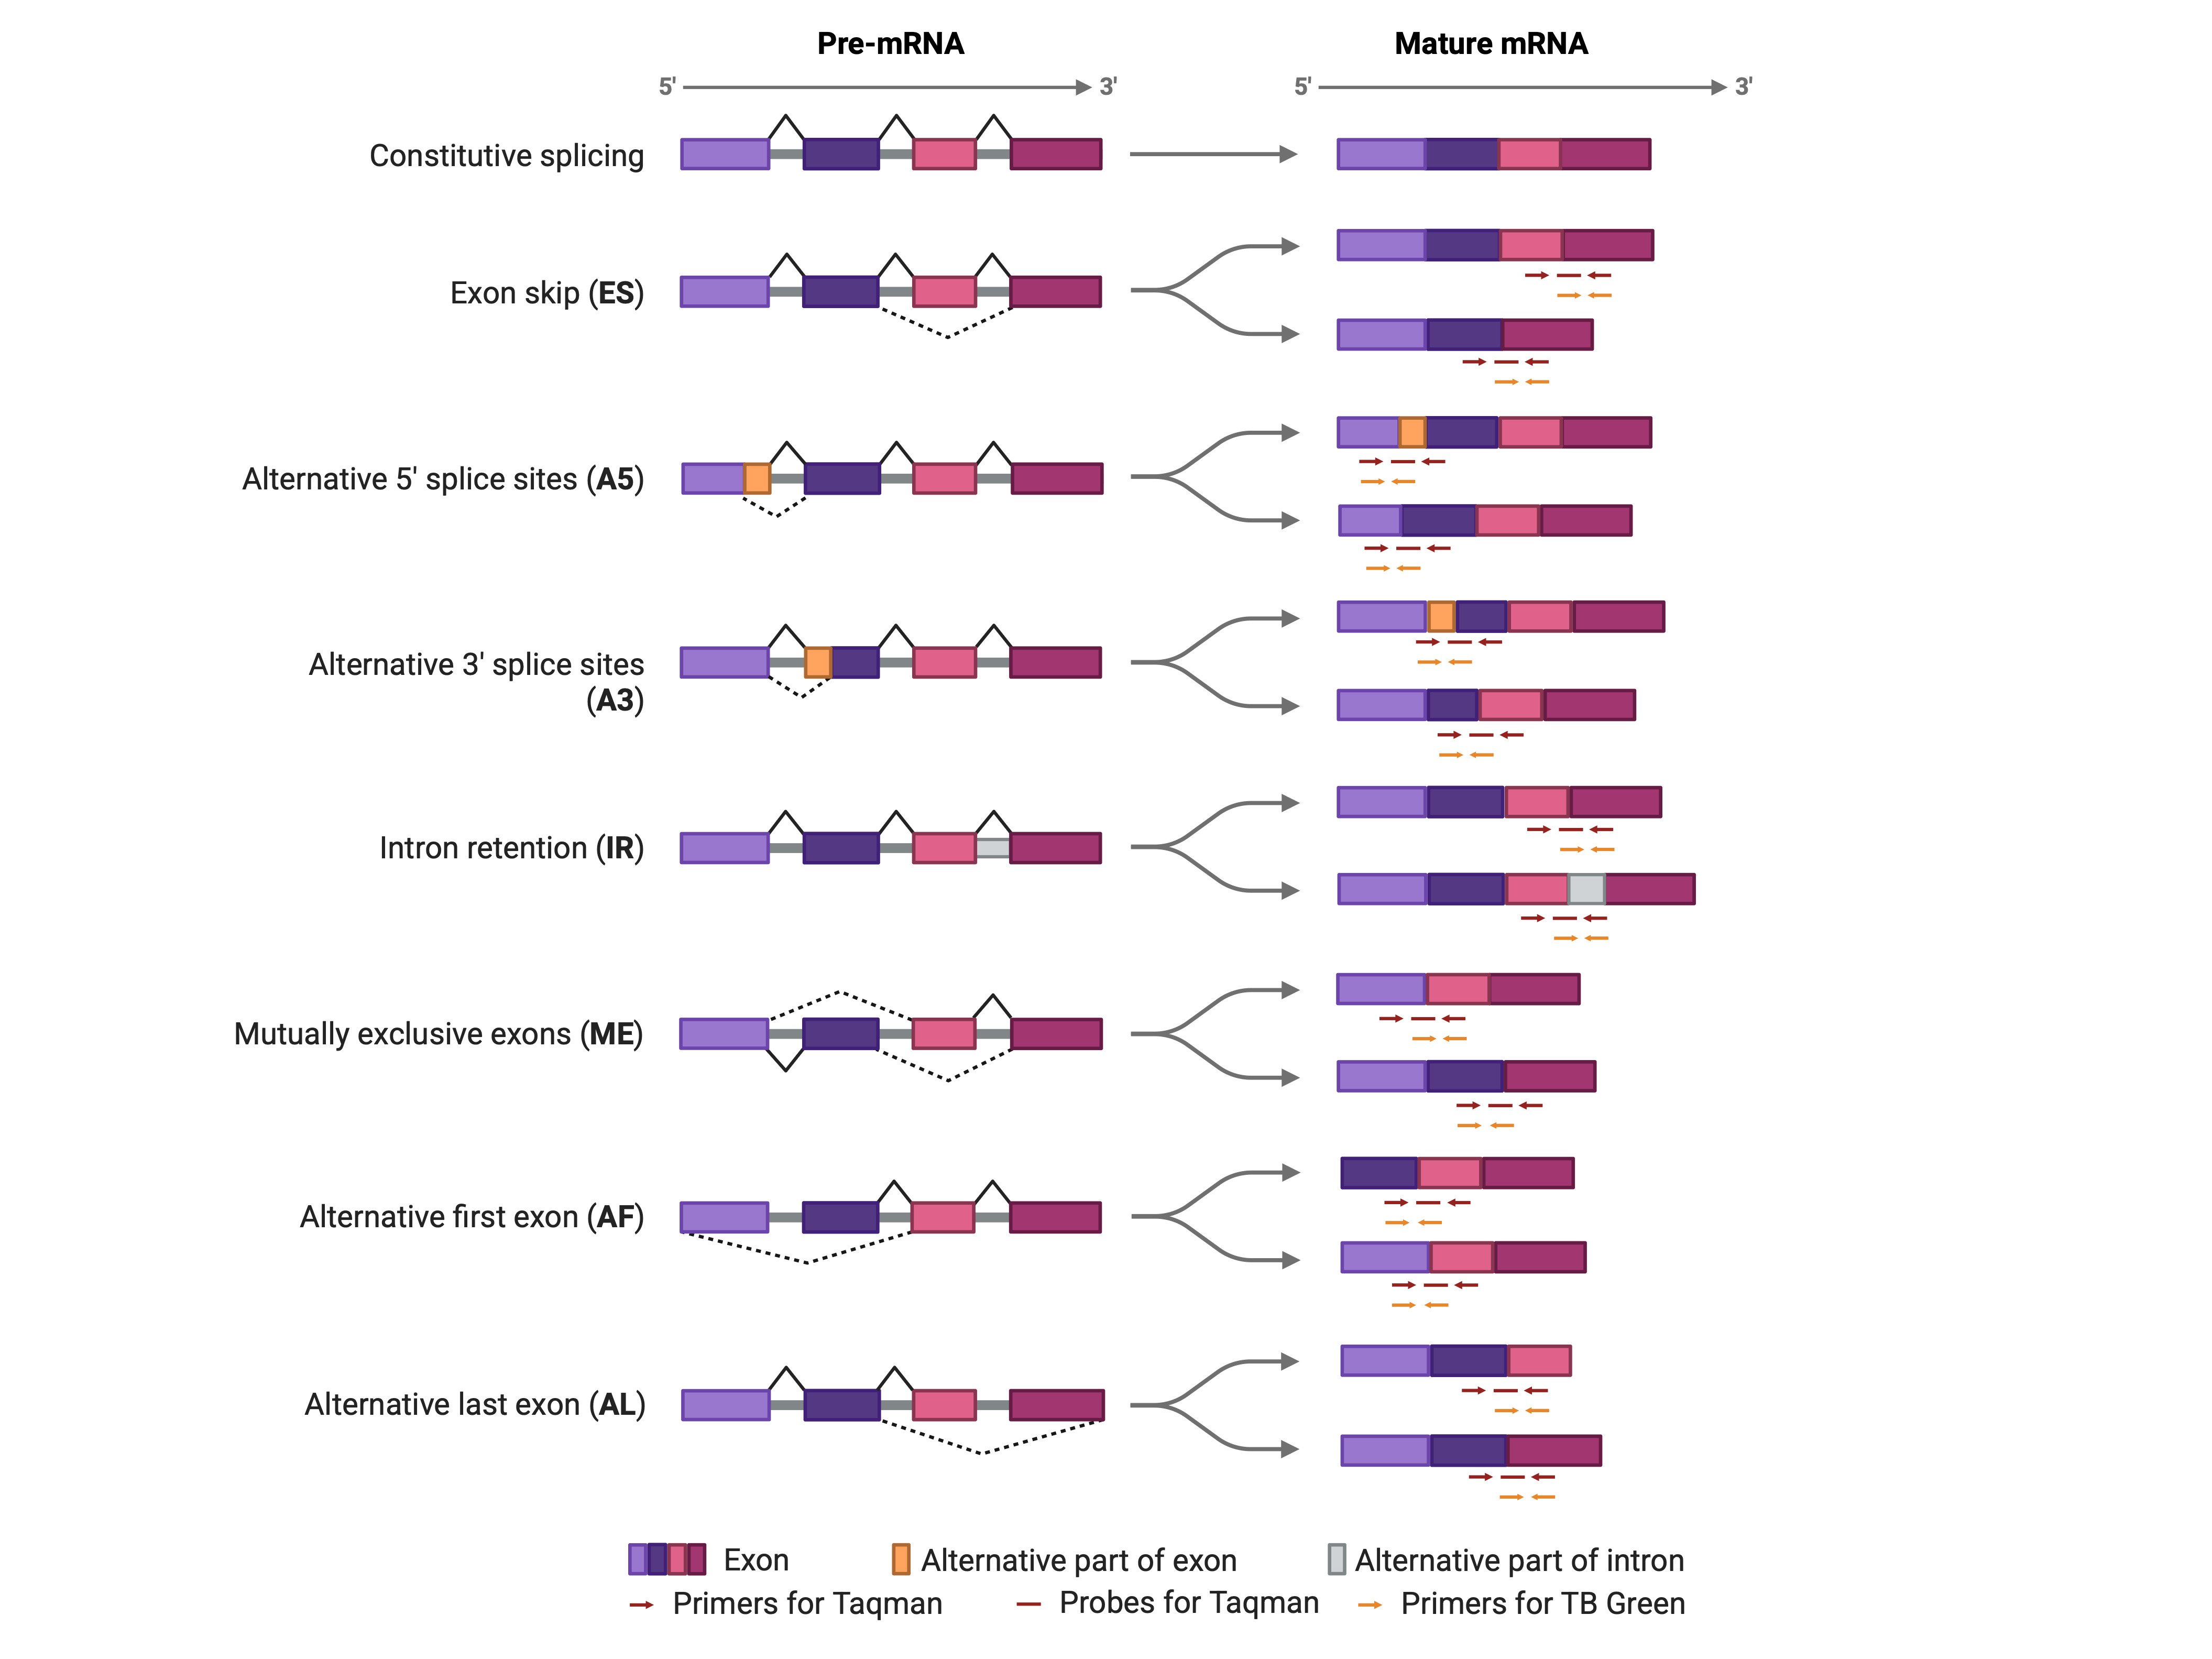 Pre-mRNA
Mature mRNA
5' 3'
5' 3'
Constitutive splicing
Exon skip (ES)
Alternative 5' splice sites (A5)
Alternative 3' splice sites
(A3)
Intron retention (IR)
Mutually exclusive exons (ME)
Alternative first exon (AF)
Alternative last exon (AL)
Exon
Alternative part of exon
Alternative part of intron
Primers for Taqman
Probes for Taqman
Primers for TB Green